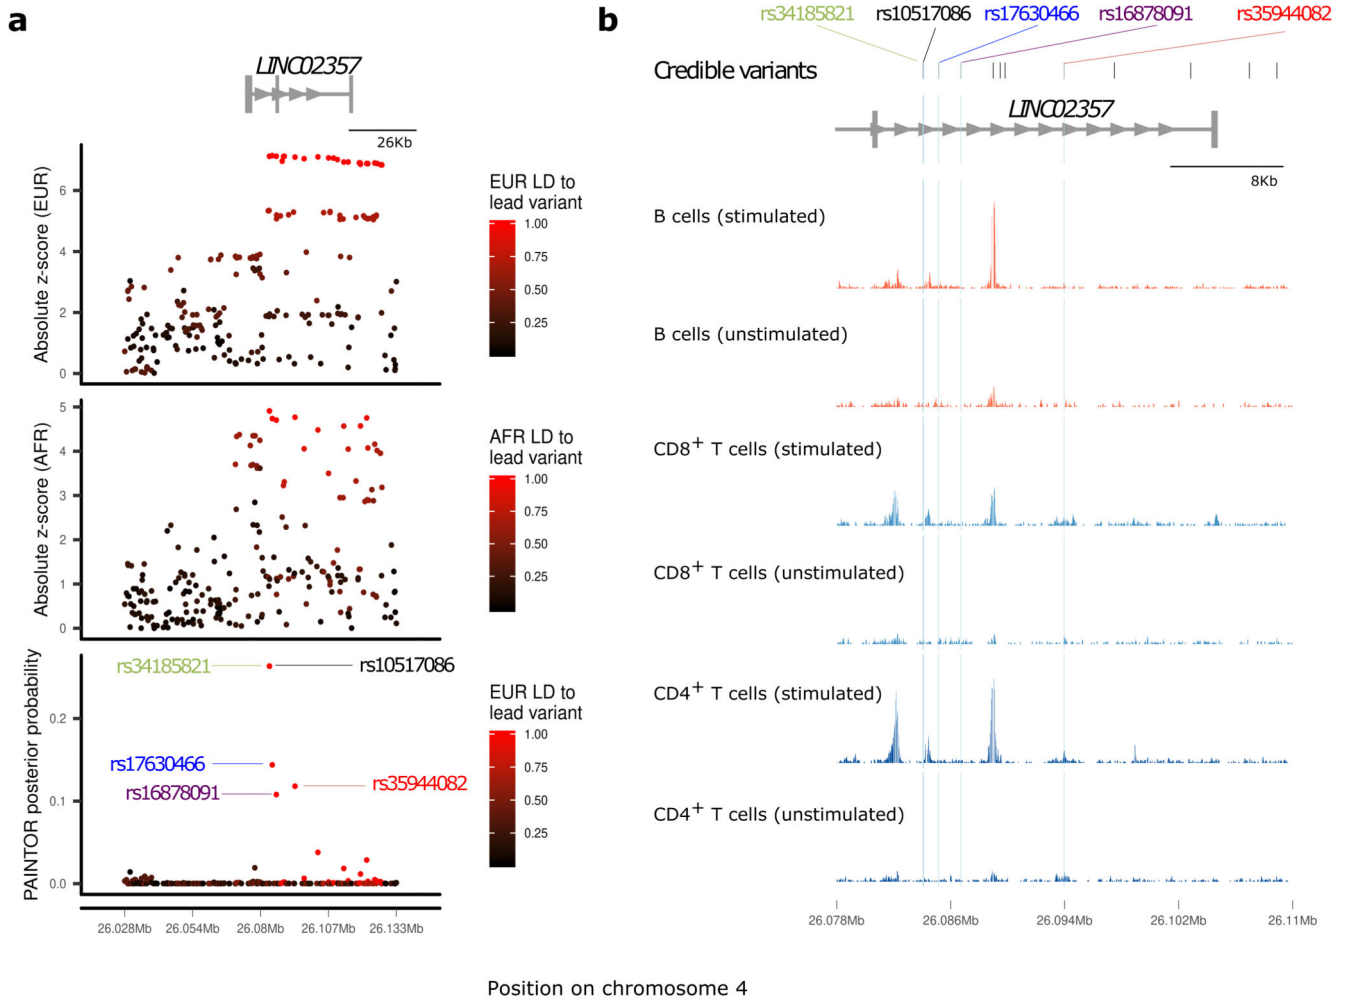 a
LINC02357
26Kb
Absolute z-score (EUR)
6
4
2
0
EUR LD to
lead variant
1.00
0.75
0.50
0.25
Absolute z-score (AFR)
5
4
3
2
1
0
AFR LD to
lead variant
1.00
0.75
0.50
0.25
PAINTOR posterior probability
0.2
0.1
0.0
rs34185821
rs10517086
rs17630466
rs35944082
rs16878091
EUR LD to
lead variant
1.00
0.75
0.50
0.25
26.028Mb 26.054Mb 26.08Mb 26.107Mb 26.133Mb
b
rs34185821 rs10517086 rs17630466 rs16878091 rs35944082
Credible variants
LINC02357
8Kb
B cells (stimulated)
B cells (unstimulated)
CD8+ T cells (stimulated)
CD8+ T cells (unstimulated)
CD4+ T cells (stimulated)
CD4+ T cells (unstimulated)
26.078Mb 26.086Mb 26.094Mb 26.102Mb 26.11Mb
Position on chromosome 4